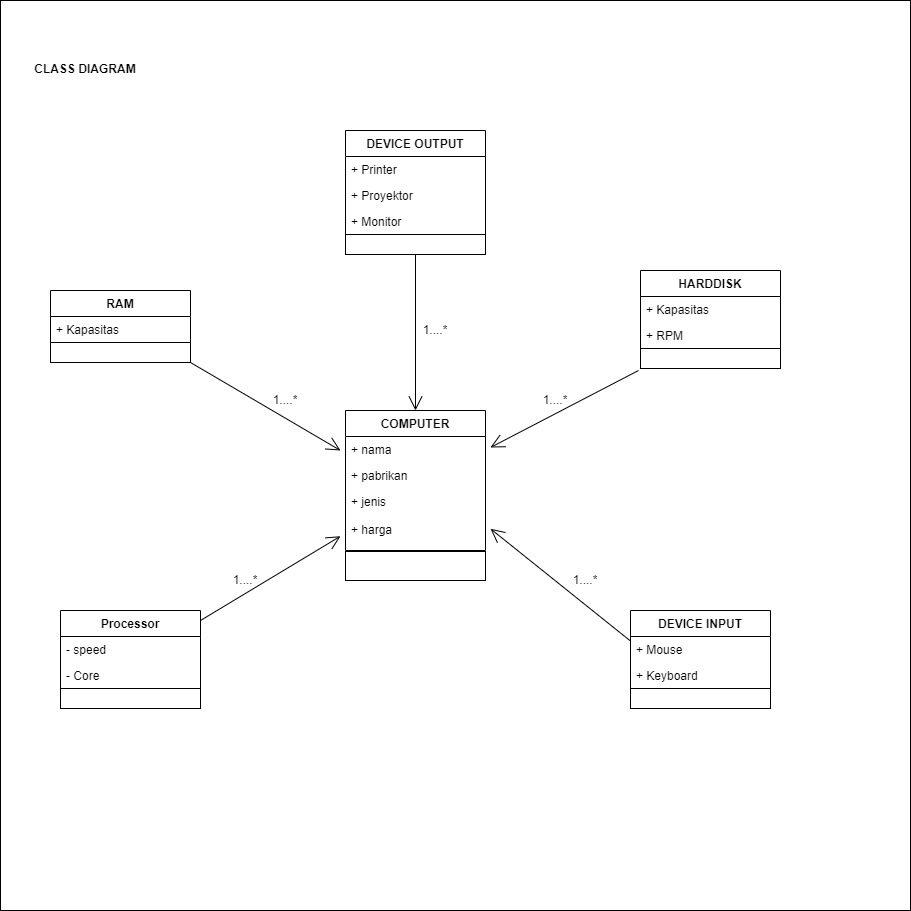 CLASS DIAGRAM
DEVICE OUTPUT
+ Printer
+ Proyektor
+ Monitor
RAM
+ Kapasitas
HARDDISK
+ Kapasitas
+ RPM
1....*
1....*
1....*
COMPUTER
+ nama
+ pabrikan
+ jenis
+ harga
1....*
1....*
Processor
- speed
- Core
DEVICE INPUT
+ Mouse
+ Keyboard